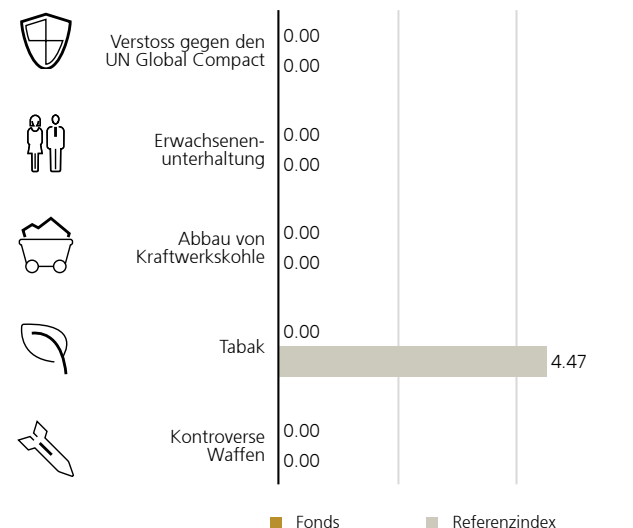 Verstoss gegen den
UN Global Compact
0.00
0.00
Erwachsenen-
unterhaltung
0.00
0.00
Abbau von
Kraftwerkskohle
0.00
0.00
Tabak
0.00
4.47
Kontroverse
Waffen
0.00
0.00
Fonds
Referenzindex